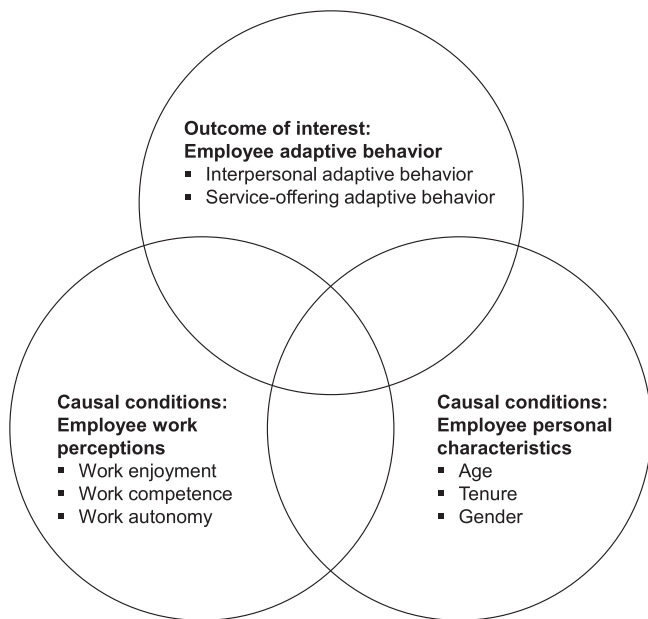 Outcome of interest:
Employee adaptive behavior
▪ Interpersonal adaptive behavior
▪ Service-offering adaptive behavior
Causal conditions:
Employee work
perceptions
▪ Work enjoyment
▪ Work competence
▪ Work autonomy
Causal conditions:
Employee personal
characteristics
▪ Age
▪ Tenure
▪ Gender